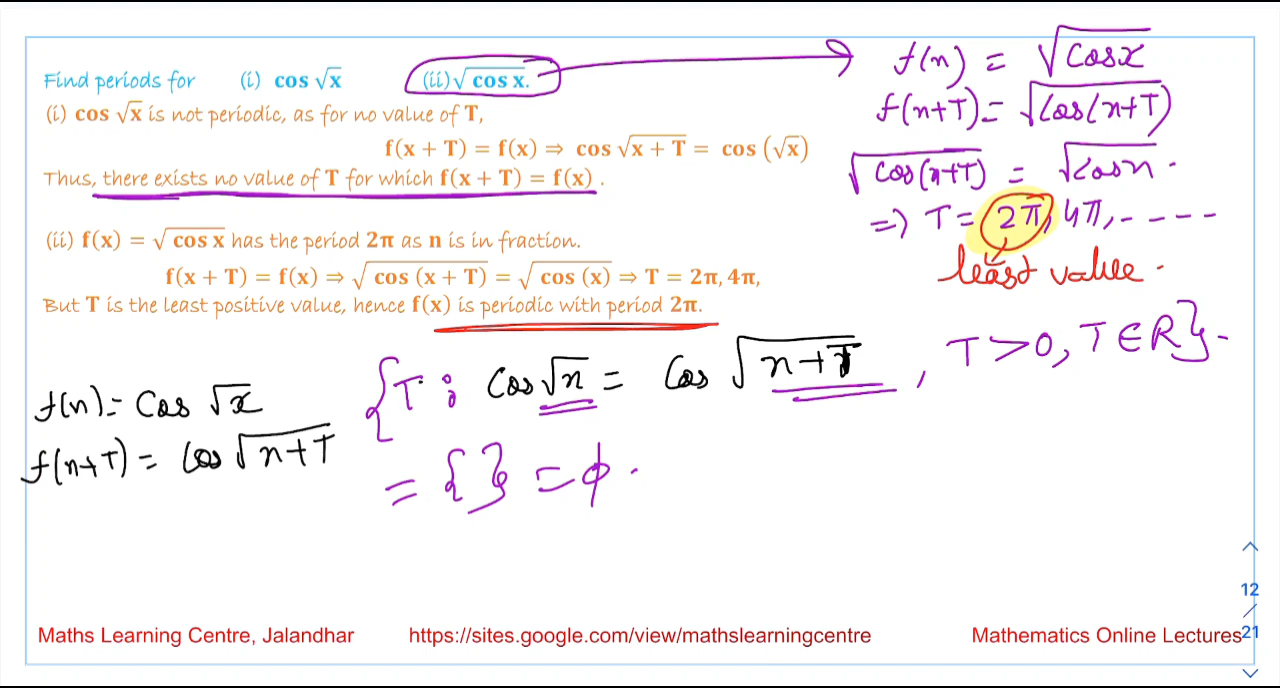 Find periods for (i) cos √x (ii) √cos x.
(i) cos √x is not periodic, as for no value of T,
f(x + T) = f(x) ⇒ cos √x + T = cos (√x)
Thus, there exists no value of T for which f(x + T) = f(x) .
(ii) f(x) = √cos x has the period 2π as n is in fraction.
f(x + T) = f(x) ⇒ √cos (x + T) = √cos (x) ⇒ T = 2π, 4π,
But T is the least positive value, hence f(x) is periodic with period 2π.
f(n) = √Cosx
f(n+T) = √Cos(n+T)
√Cos(n+T) = √Cosn .
=) T = 2π, 4π, - - - -
least value .
f(n) = Cos √x
f(n+T) = Cos √n+T
{T : Cos √n = Cos √n+T , T>0, T∈R}.
= { } = ϕ .
12
/
21
Maths Learning Centre, Jalandhar https://sites.google.com/view/mathslearningcentre Mathematics Online Lectures